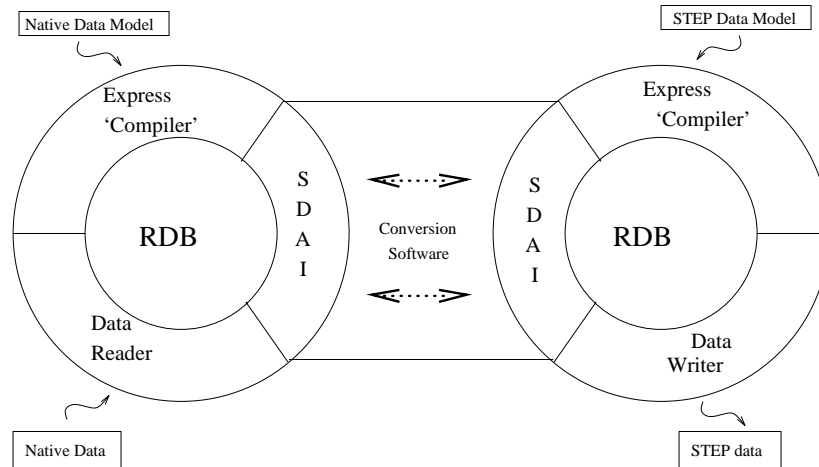 Native Data Model
STEP Data Model
Express
‘Compiler’
Express
‘Compiler’
S
D
A
I
S
D
A
I
RDB
RDB
Conversion
Software
Data
Reader
Data
Writer
Native Data
STEP data